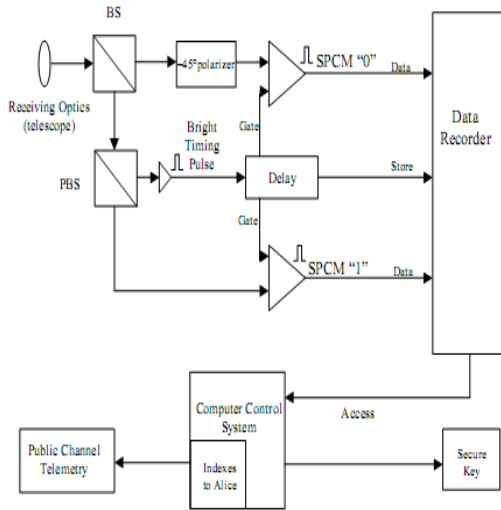 BS
-45°polarizer
SPCM “0”
Data
Receiving Optics
(telescope)
Data
Recorder
Gate
Bright
Timing
Pulse
PBS
Delay
Store
Gate
SPCM “1”
Data
Access
Computer Control
System
Public Channel
Telemetry
Indexes
to Alice
Secure
Key